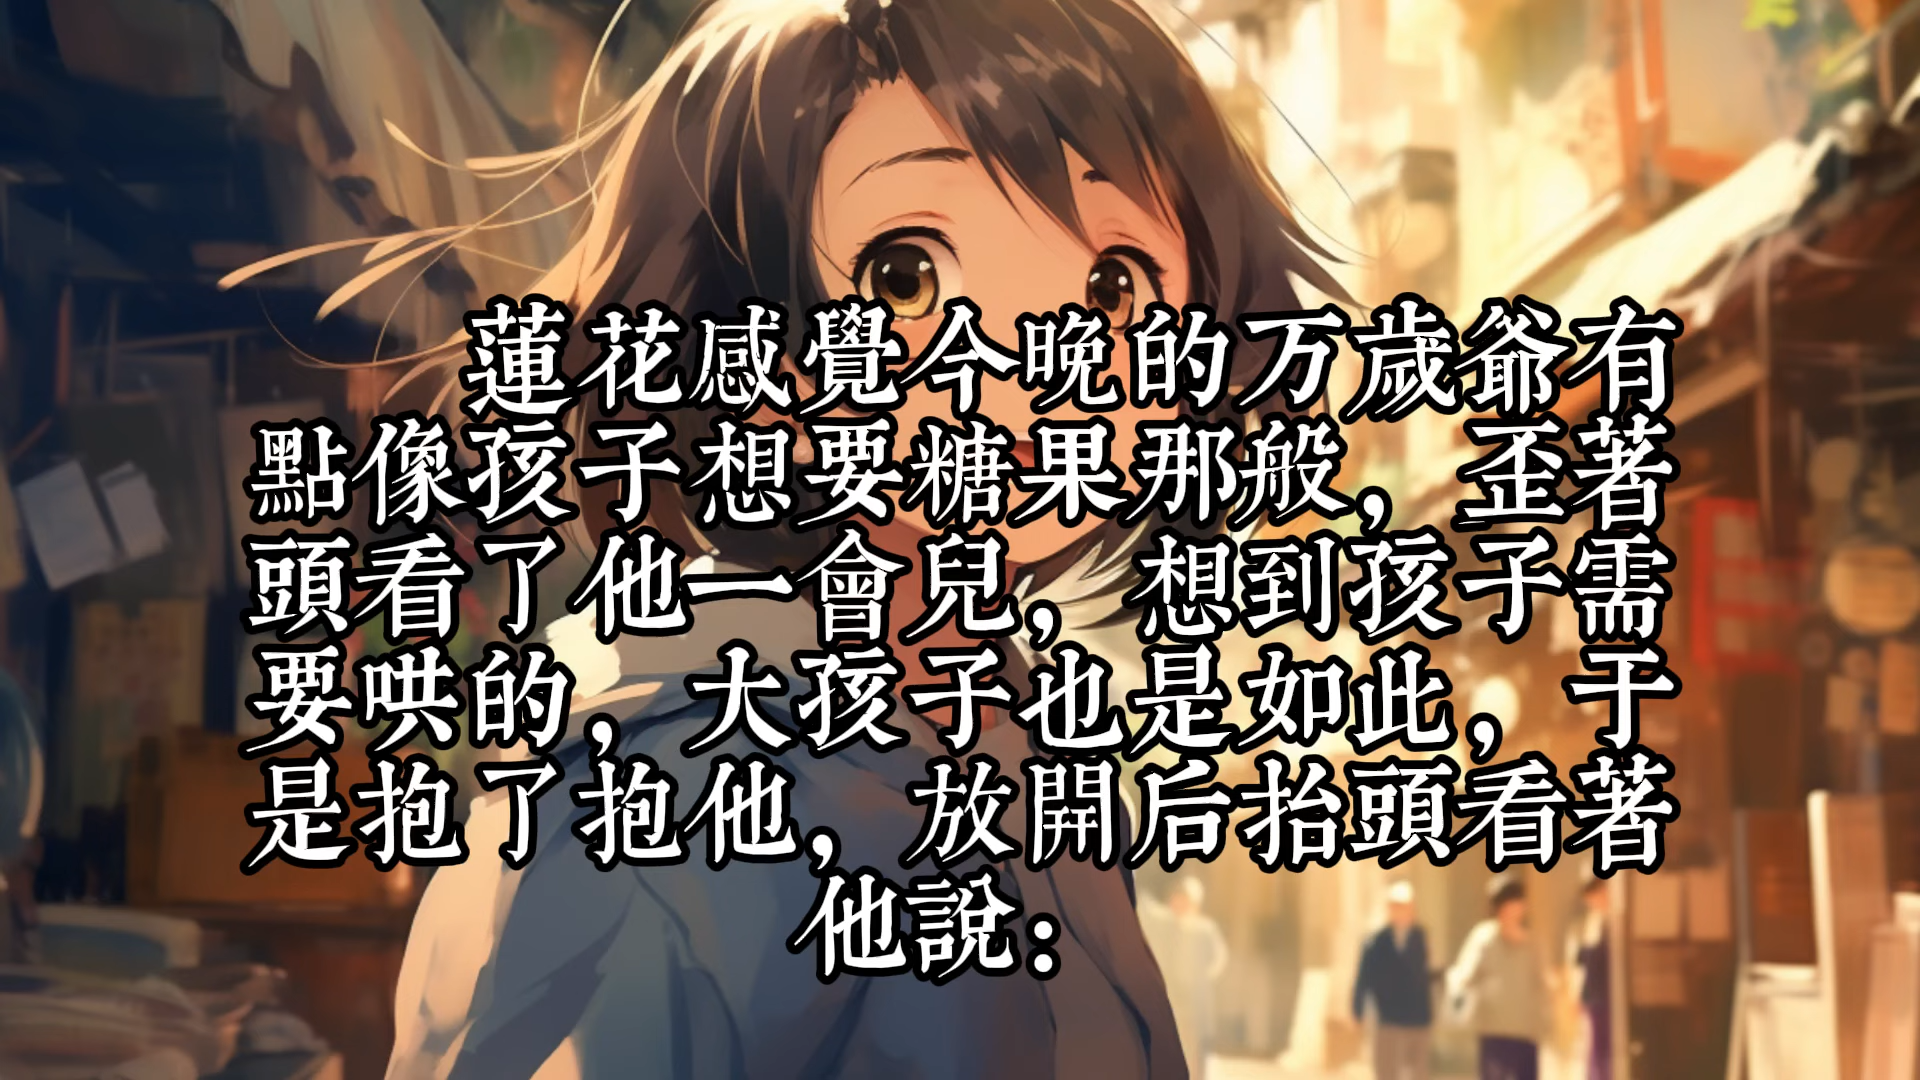 蓮花感覺今晚的万歲爺有
點像孩子想要糖果那般，歪著
頭看了他一會兒，想到孩子需
要哄的，大孩子也是如此，于
是抱了抱他，放開后抬頭看著
他說：